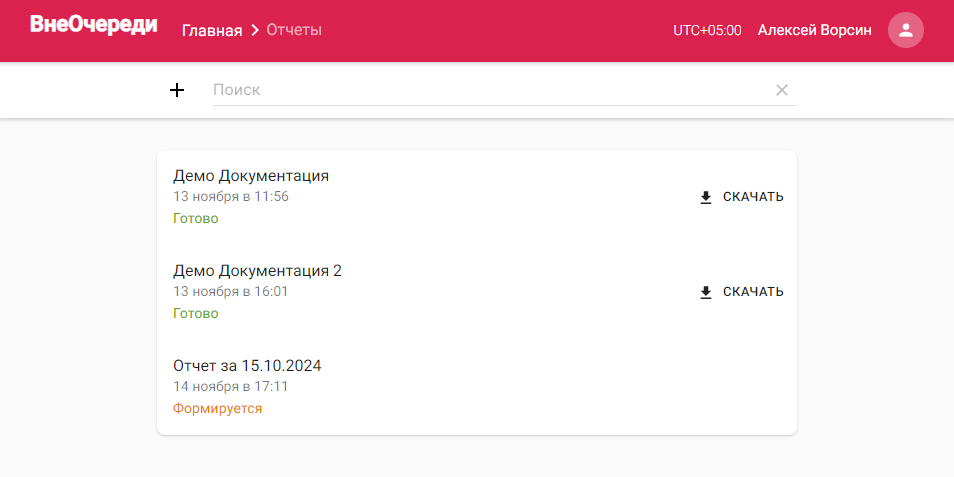 ВнеОчереди Главная Отчеты UTC+05:00 Алексей Ворсин
Поиск
Демо Документация
13 ноября в 11:56
СКАЧАТЬ
Готово
Демо Документация 2
13 ноября в 16:01
СКАЧАТЬ
Готово
Отчет за 15.10.2024
14 ноября в 17:11
Формируется